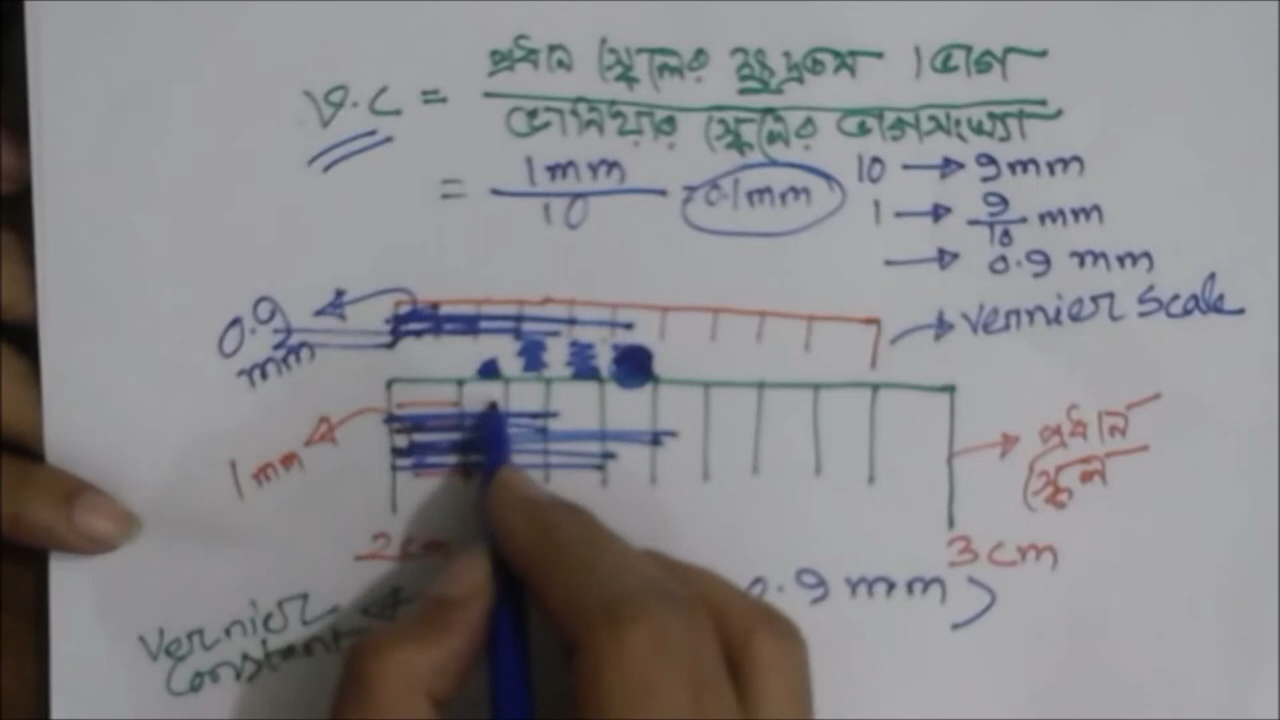 V.C = প্রধান স্কেলের ক্ষুদ্রতম 1 ভাগ
ভার্নিয়ার স্কেলের ভাগসংখ্যা
= 1mm / 10 = 0.1mm
10 → 9mm
1 → 9/10 mm
→ 0.9 mm
Vernier Scale
0.9 mm
1mm
প্রধান স্কেল
2cm
3cm
0.9 mm)
Vernier
Constant